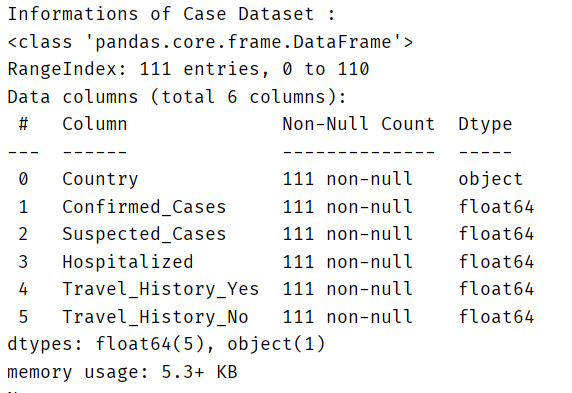 Informations of Case Dataset :
<class 'pandas.core.frame.DataFrame'>
RangeIndex: 111 entries, 0 to 110
Data columns (total 6 columns):
 #   Column              Non-Null Count  Dtype
---  ------              --------------  -----
 0   Country             111 non-null    object
 1   Confirmed_Cases     111 non-null    float64
 2   Suspected_Cases     111 non-null    float64
 3   Hospitalized        111 non-null    float64
 4   Travel_History_Yes  111 non-null    float64
 5   Travel_History_No   111 non-null    float64
dtypes: float64(5), object(1)
memory usage: 5.3+ KB